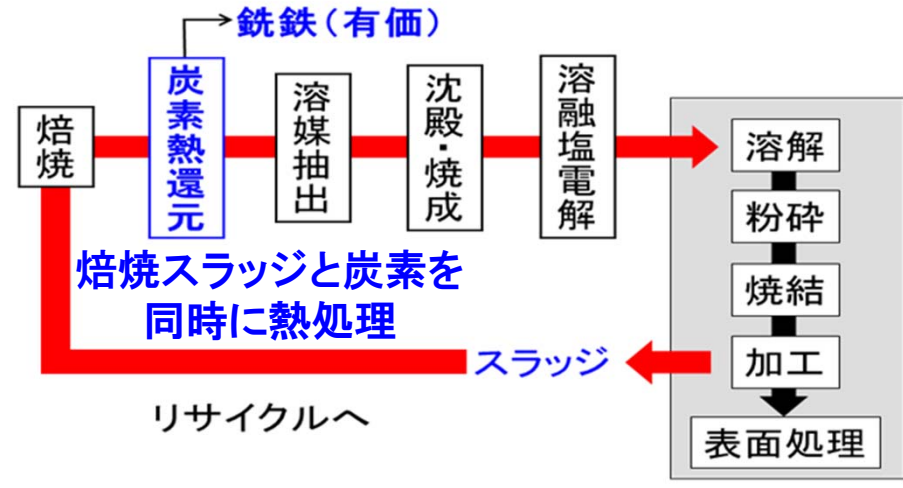 銑鉄(有価)
焙焼
炭素熱還元
溶媒抽出
沈殿・焼成
溶融塩電解
溶解
粉砕
焼結
加工
表面処理
焙焼スラッジと炭素を
同時に熱処理
スラッジ
リサイクルへ